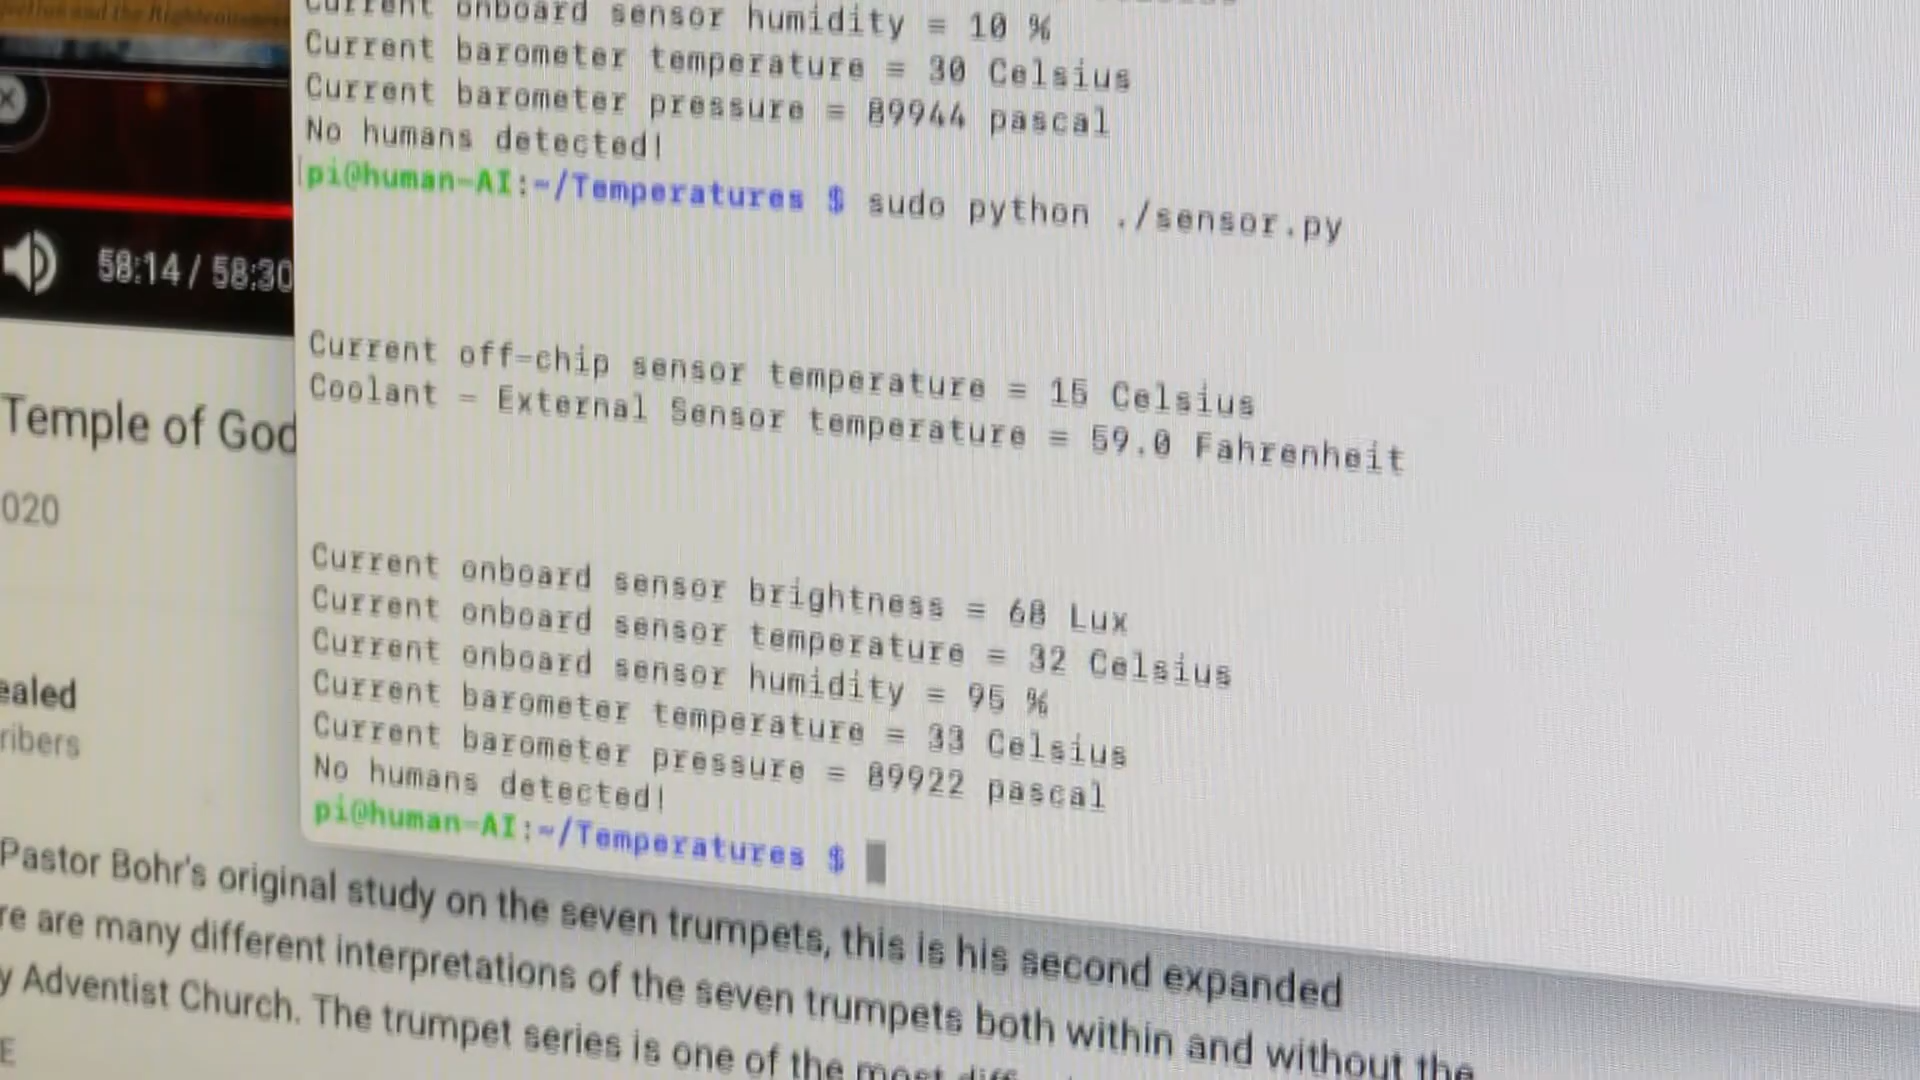 and the Righteousness
Current onboard sensor humidity = 10 %
Current barometer temperature = 30 Celsius
Current barometer pressure = 89944 pascal
No humans detected!
pi@human-AI:~/Temperatures $ sudo python ./sensor.py
58:14 / 58:30
Current off-chip sensor temperature = 15 Celsius
Coolant - External Sensor temperature = 59.0 Fahrenheit
Temple of God
020
Current onboard sensor brightness = 68 Lux
Current onboard sensor temperature = 32 Celsius
Current onboard sensor humidity = 95 %
Current barometer temperature = 33 Celsius
Current barometer pressure = 89922 pascal
No humans detected!
pi@human-AI:~/Temperatures $
ealed
ribers
Pastor Bohr's original study on the seven trumpets, this is his second expanded
re are many different interpretations of the seven trumpets both within and without the
y Adventist Church. The trumpet series is one of the most
E